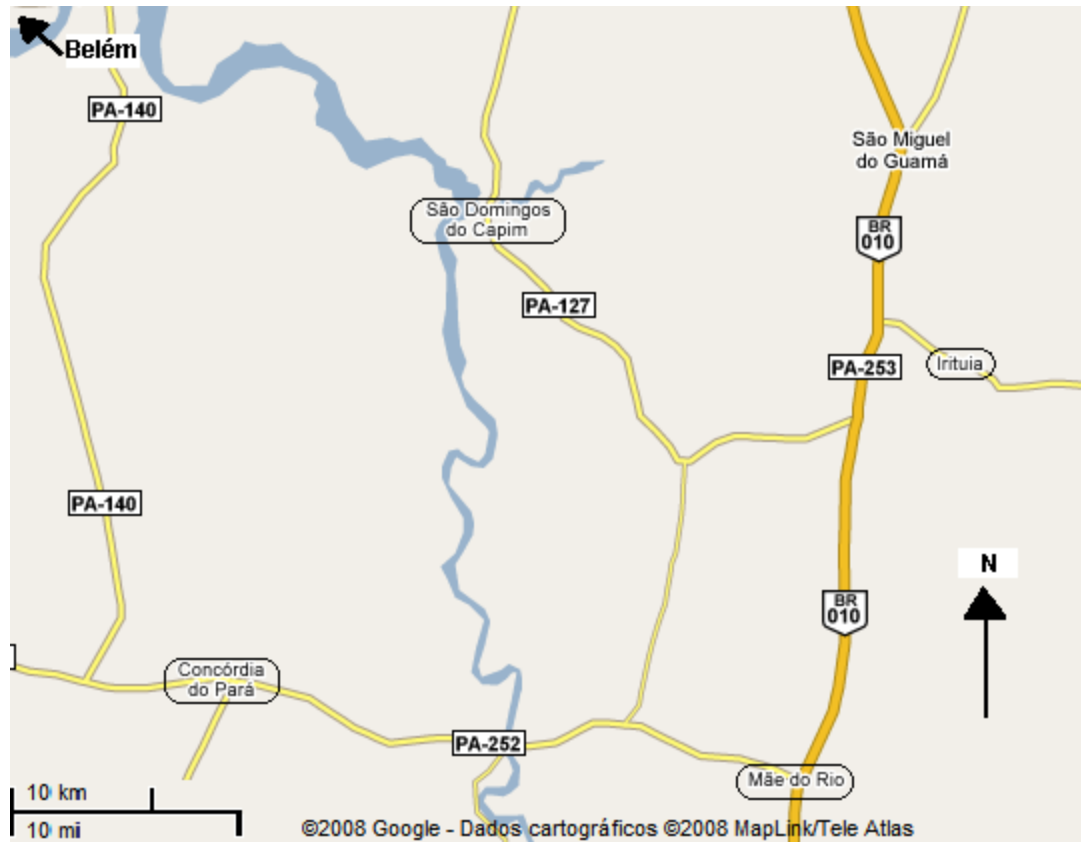 Belém
PA-140
São Miguel
do Guamá
São Domingos
do Capim
BR
010
PA-127
PA-253
Irituia
PA-140
N
BR
010
Concórdia
do Pará
PA-252
Mãe do Rio
10 km
10 mi
©2008 Google - Dados cartográficos ©2008 MapLink/Tele Atlas